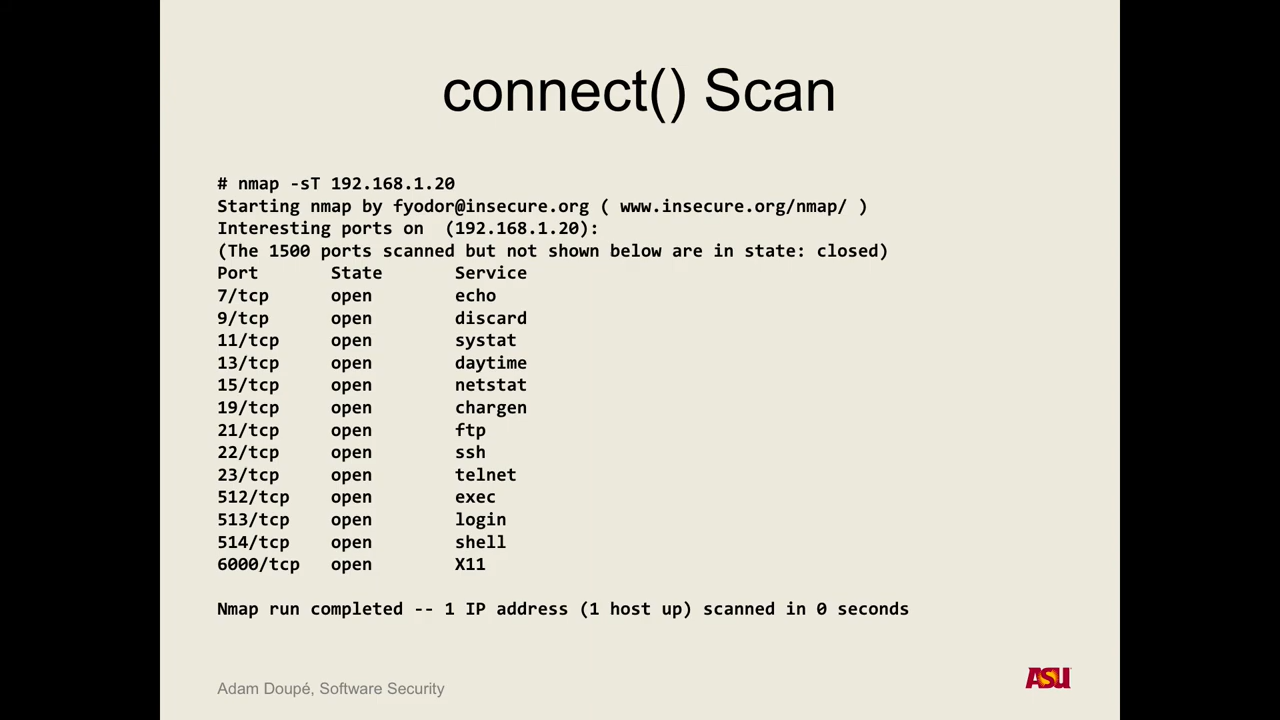 connect() Scan
# nmap -sT 192.168.1.20
Starting nmap by fyodor@insecure.org ( www.insecure.org/nmap/ )
Interesting ports on  (192.168.1.20):
(The 1500 ports scanned but not shown below are in state: closed)
Port State Service
7/tcp open echo
9/tcp open discard
11/tcp open systat
13/tcp open daytime
15/tcp open netstat
19/tcp open chargen
21/tcp open ftp
22/tcp open ssh
23/tcp open telnet
512/tcp open exec
513/tcp open login
514/tcp open shell
6000/tcp open X11
Nmap run completed -- 1 IP address (1 host up) scanned in 0 seconds
Adam Doupé, Software Security
ASU